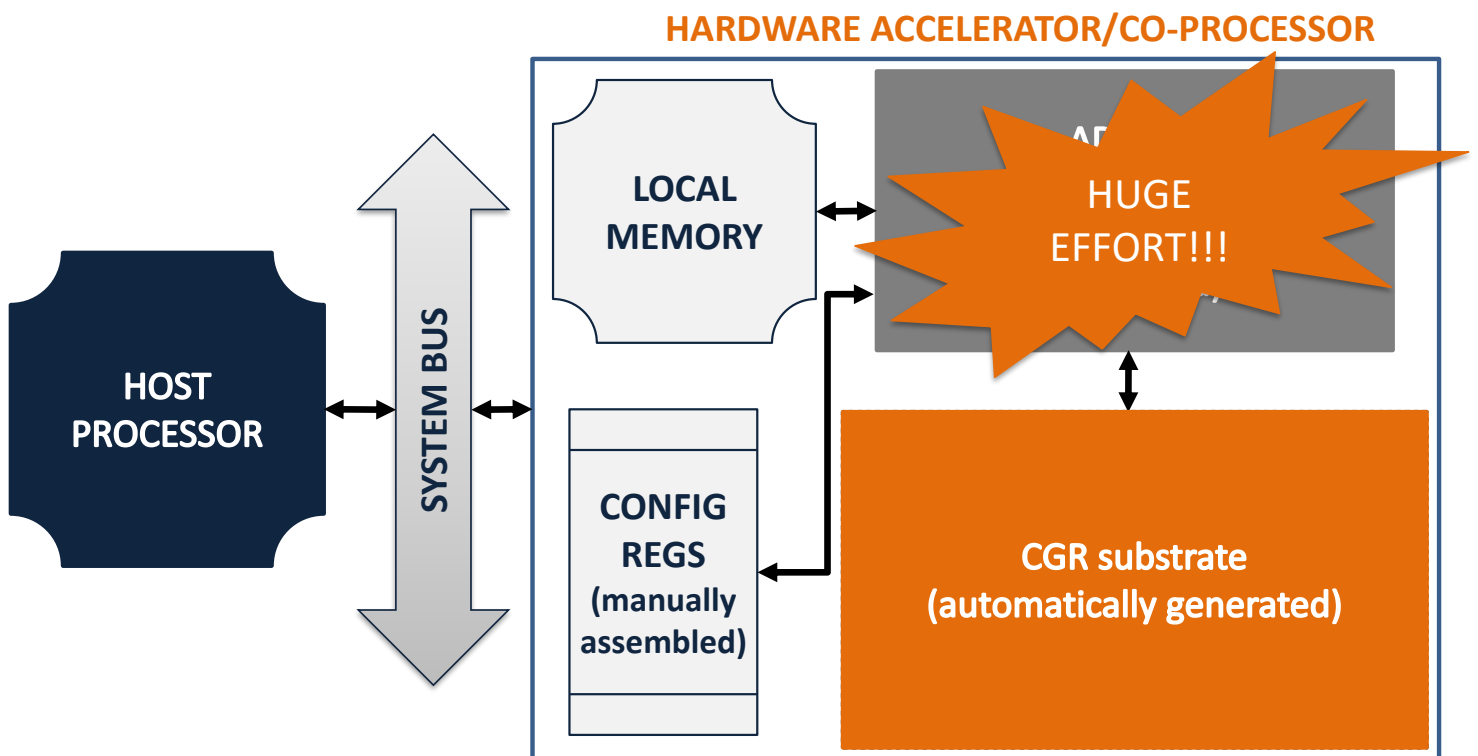 HARDWARE ACCELERATOR/CO-PROCESSOR
LOCAL
MEMORY
HUGE
EFFORT!!!
HOST
PROCESSOR
SYSTEM BUS
CONFIG
REGS
(manually
assembled)
CGR substrate
(automatically generated)